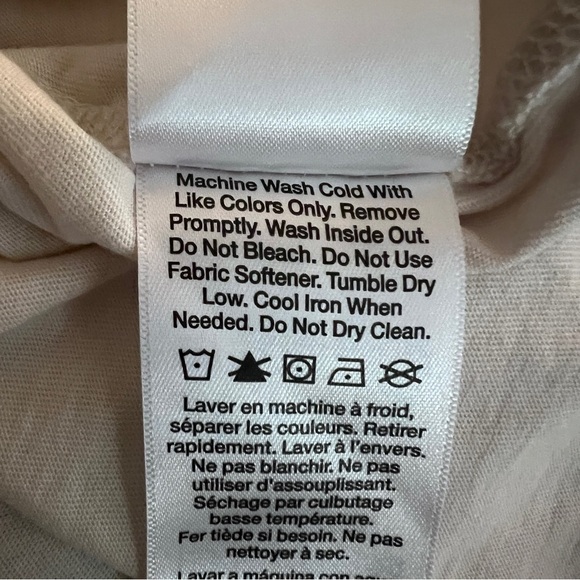 Machine Wash Cold With
Like Colors Only. Remove
Promptly. Wash Inside Out.
Do Not Bleach. Do Not Use
Fabric Softener. Tumble Dry
Low. Cool Iron When
Needed. Do Not Dry Clean.
Laver en machine à froid,
séparer les couleurs. Retirer
rapidement. Laver à l'envers.
Ne pas blanchir. Ne pas
utiliser d'assouplissant.
Séchage par culbutage
basse température.
Fer tiède si besoin. Ne pas
nettoyer à sec.
Lavar a máquina con